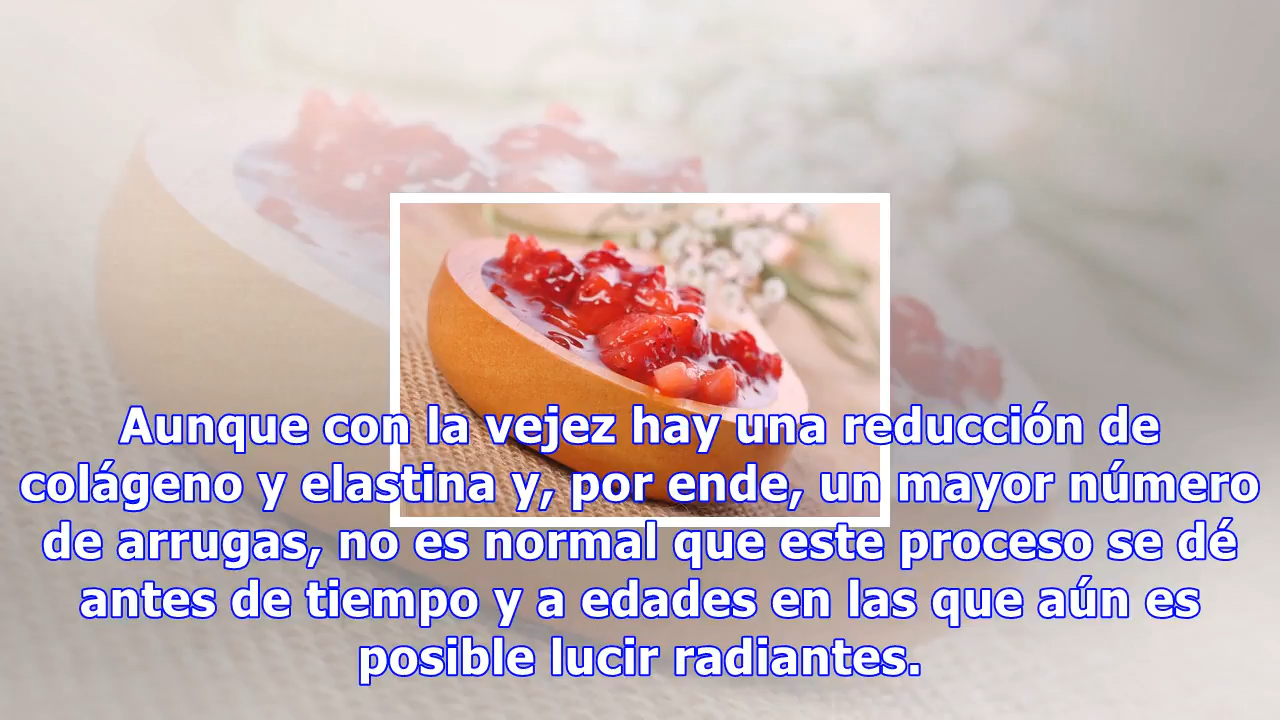 Aunque con la vejez hay una reducción de
colágeno y elastina y, por ende, un mayor número
de arrugas, no es normal que este proceso se dé
antes de tiempo y a edades en las que aún es
posible lucir radiantes.